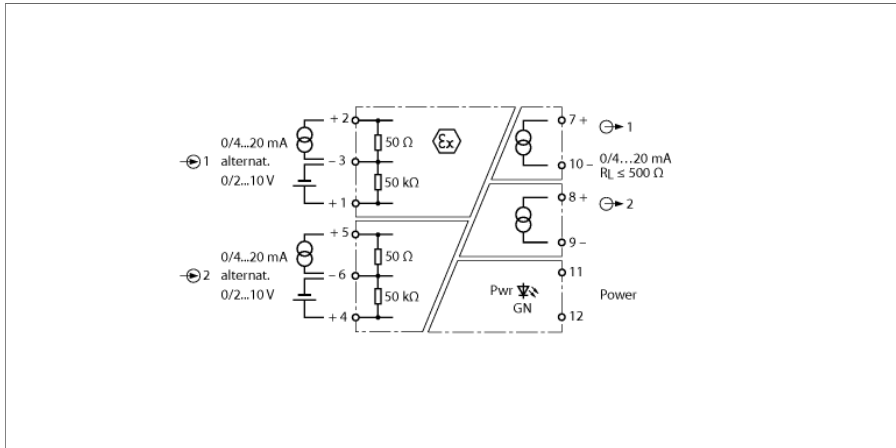 + 2
0/4...20 mA
50 Ω
Ex
1
alternat.
– 3
0/2...10 V
50 kΩ
+ 1
+ 5
0/4...20 mA
50 Ω
2
alternat.
– 6
0/2...10 V
50 kΩ
+ 4
7 +
1
10 –
0/4...20 mA
RL ≤ 500 Ω
8 +
2
9 –
11
Pwr
GN
Power
12